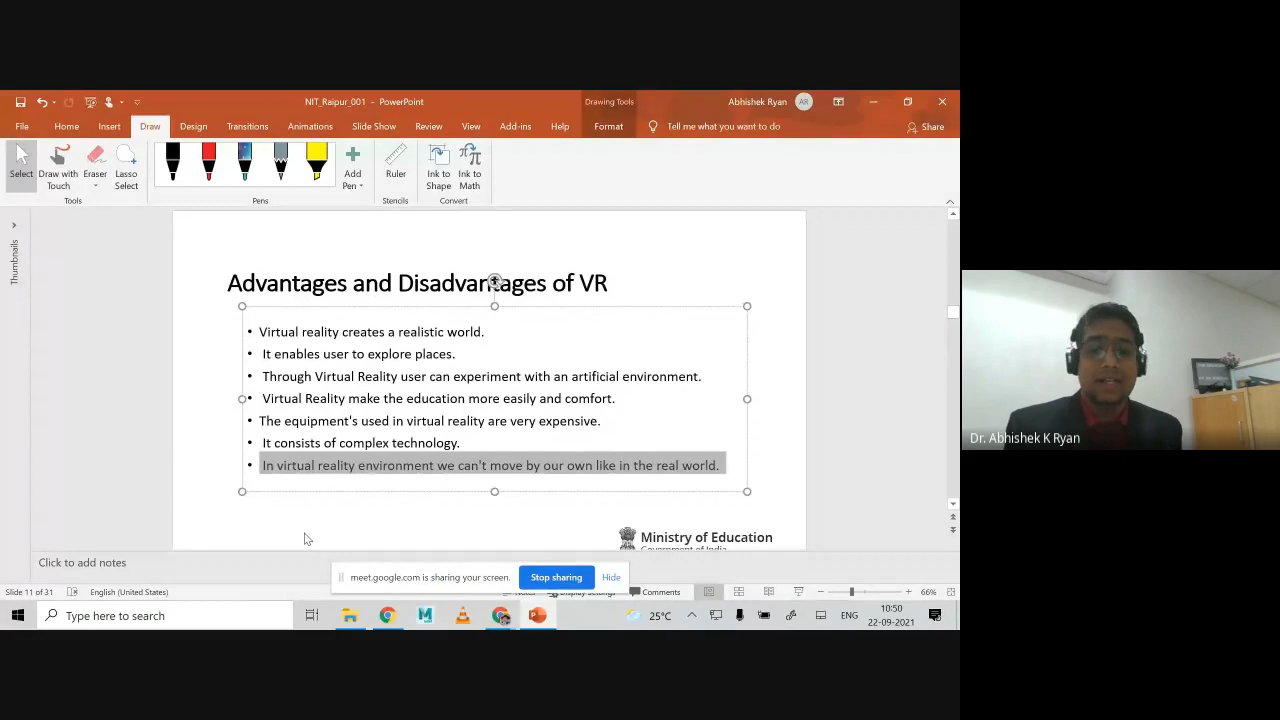 NIT_Raipur_001 - PowerPoint
Drawing Tools
Abhishek Ryan
AR
File Home Insert Draw Design Transitions Animations Slide Show Review View Add-ins Help Format Tell me what you want to do
Share
Select
Draw with Touch
Eraser
Lasso Select
Add Pen
Ruler
Ink to Shape
Ink to Math
Tools
Pens
Stencils
Convert
Thumbnails
Advantages and Disadvantages of VR
• Virtual reality creates a realistic world.
• It enables user to explore places.
• Through Virtual Reality user can experiment with an artificial environment.
• Virtual Reality make the education more easily and comfort.
• The equipment's used in virtual reality are very expensive.
• It consists of complex technology.
• In virtual reality environment we can't move by our own like in the real world.
Ministry of Education
Government of India
Dr. Abhishek K Ryan
Click to add notes
meet.google.com is sharing your screen.
Stop sharing
Hide
Slide 11 of 31
English (United States)
Notes
Display Settings
Comments
66%
Type here to search
25°C
ENG
10:50
22-09-2021